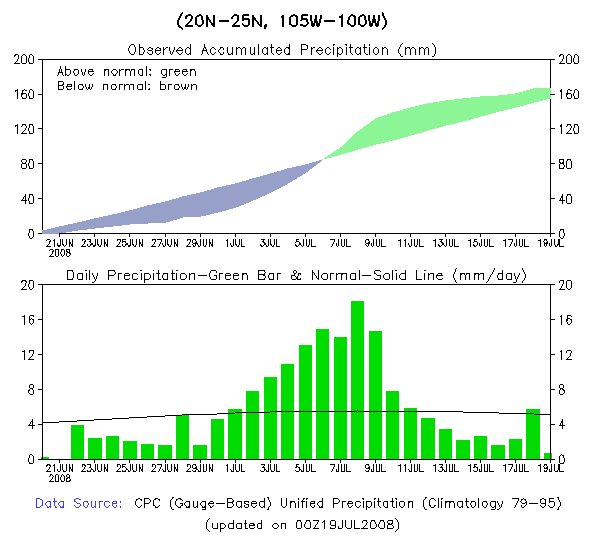 (20N-25N, 105W-100W)
Observed Accumulated Precipitation (mm)
Above normal: green
Below normal: brown
200 200
160 160
120 120
80 80
40 40
0 0
21JUN 23JUN 25JUN 27JUN 29JUN 1JUL 3JUL 5JUL 7JUL 9JUL 11JUL 13JUL 15JUL 17JUL 19JUL
2008
Daily Precipitation-Green Bar & Normal-Solid Line (mm/day)
20 20
16 16
12 12
8 8
4 4
0 0
21JUN 23JUN 25JUN 27JUN 29JUN 1JUL 3JUL 5JUL 7JUL 9JUL 11JUL 13JUL 15JUL 17JUL 19JUL
2008
Data Source: CPC (Gauge-Based) Unified Precipitation (Climatology 79-95)
(updated on 00Z19JUL2008)